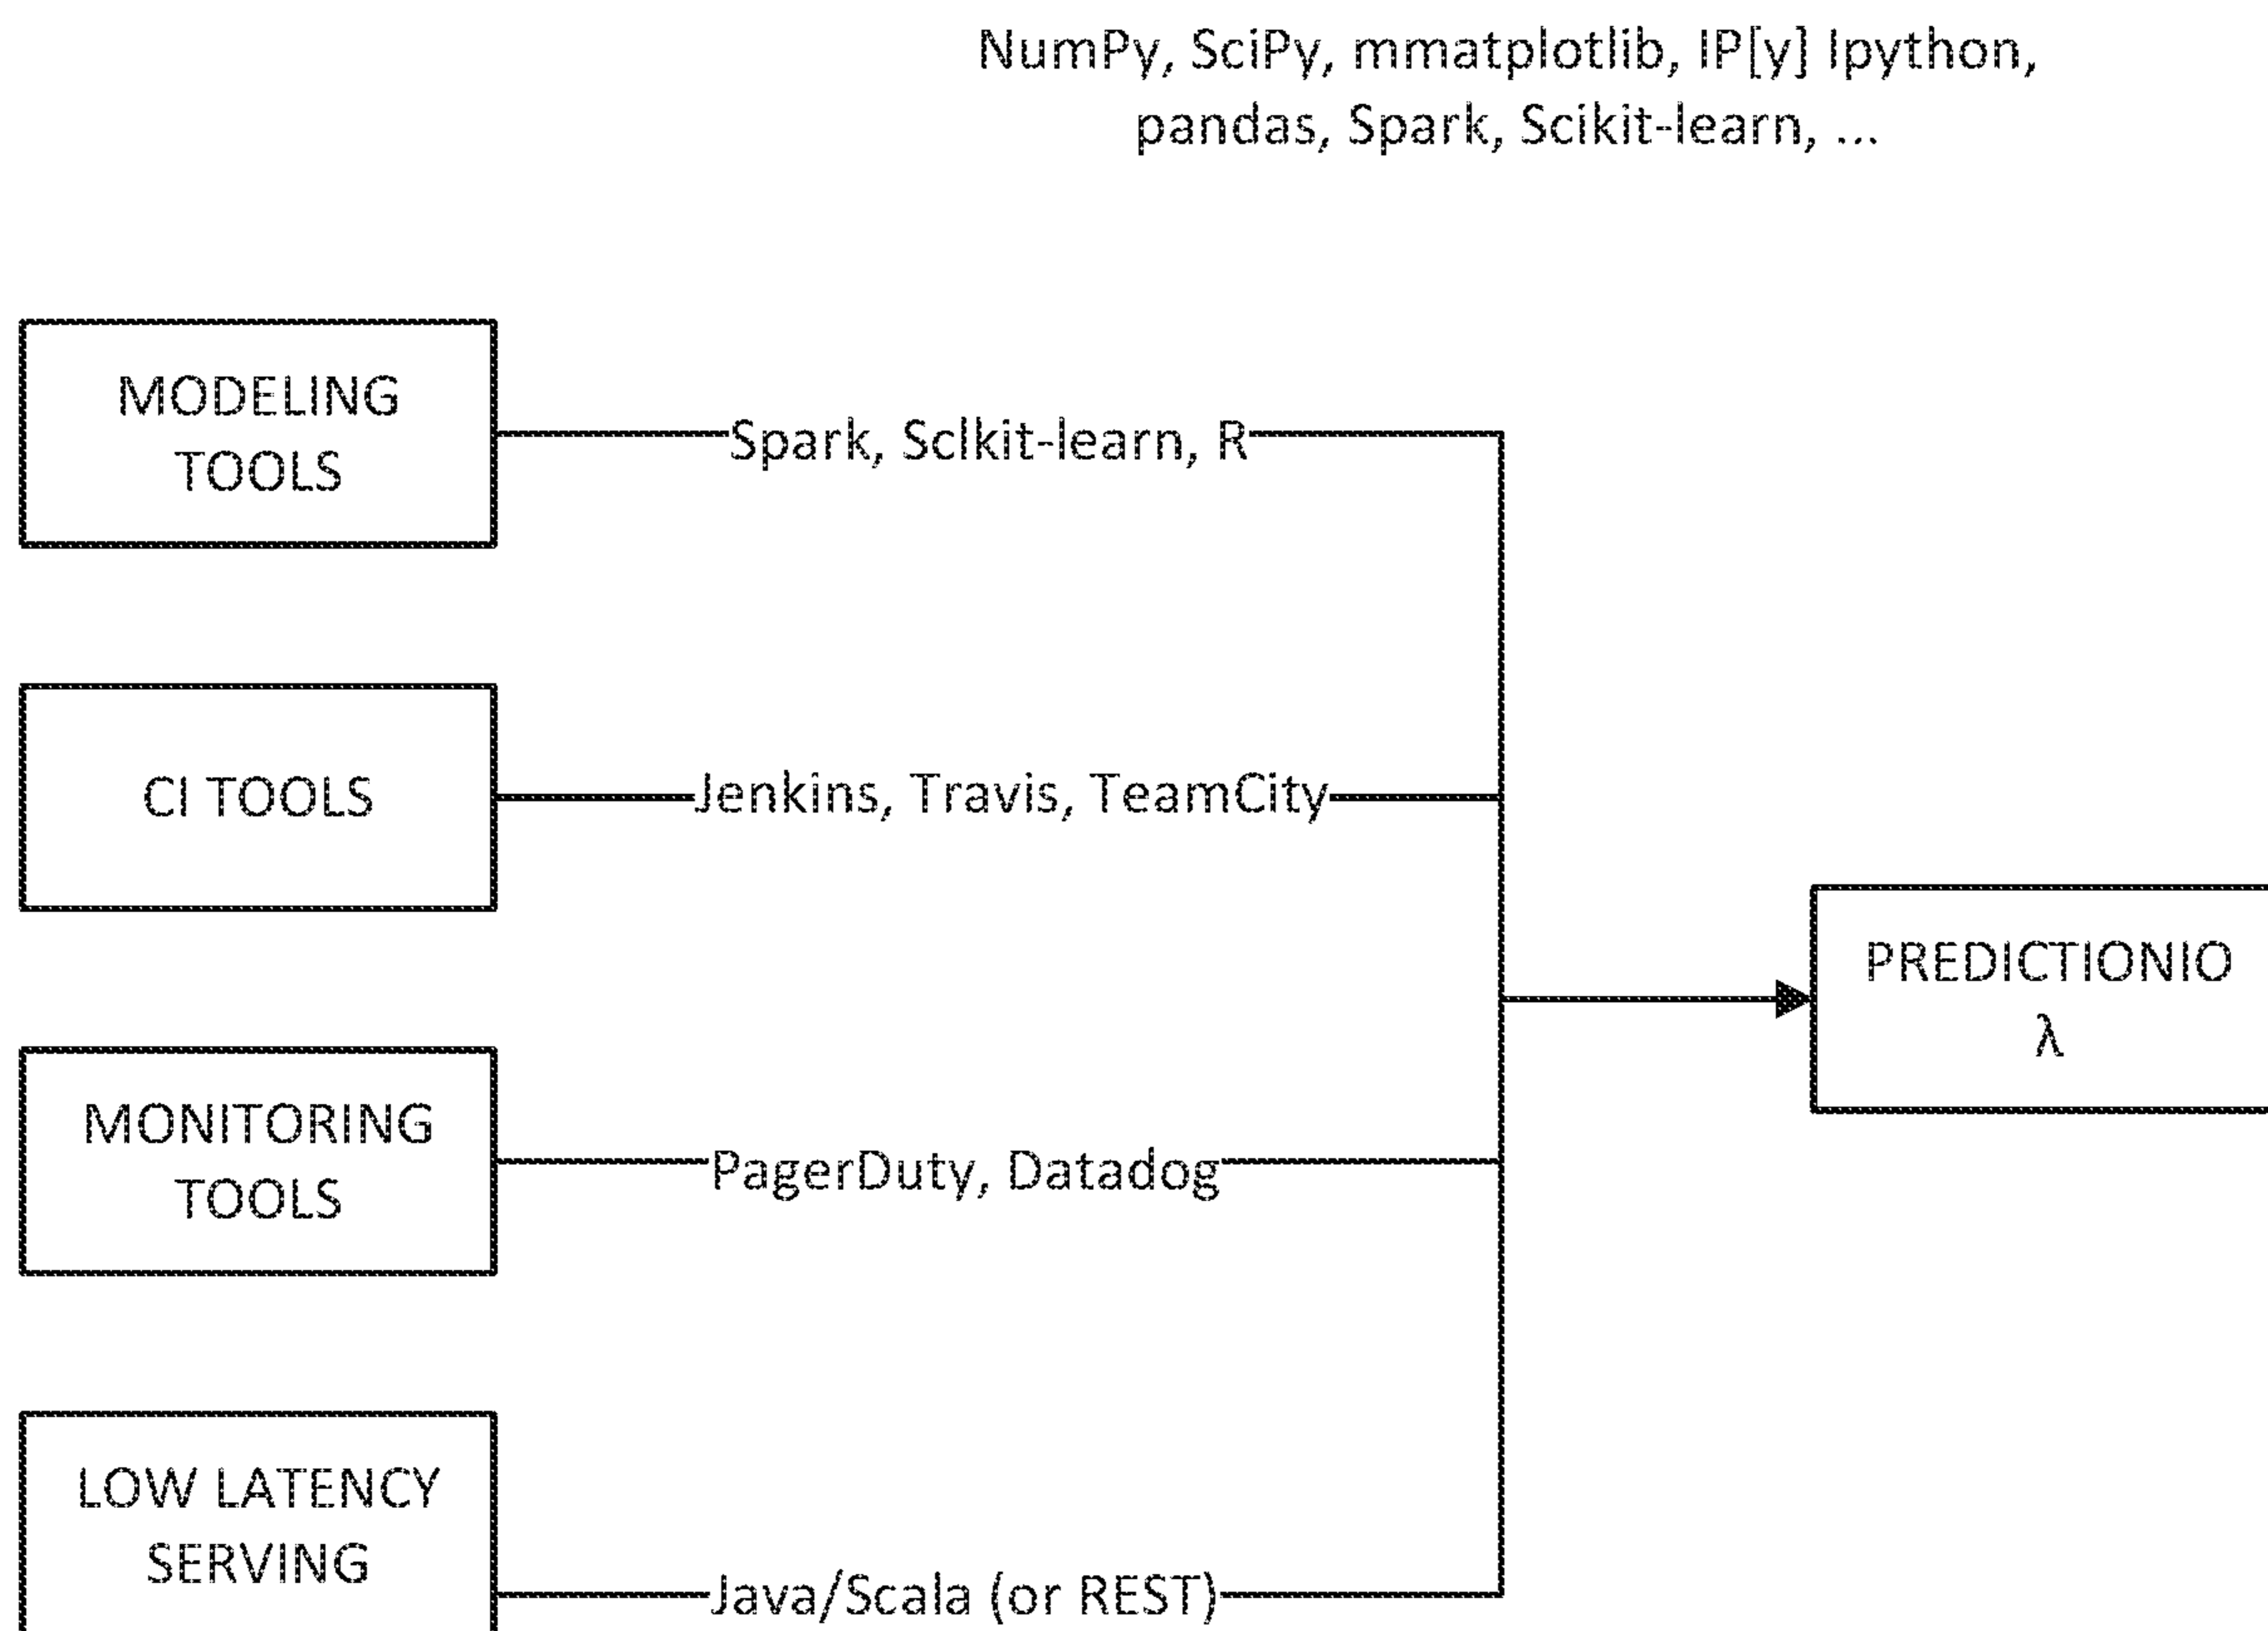 NumPy, SciPy, mmatplotlib, IP[y] Ipython,
pandas, Spark, Scikit-learn, ...
MODELING
TOOLS
Spark, Sclkit-learn, R
CI TOOLS
Jenkins, Travis, TeamCity
PREDICTIONIO
λ
MONITORING
TOOLS
PagerDuty, Datadog
LOW LATENCY
SERVING
Java/Scala (or REST)